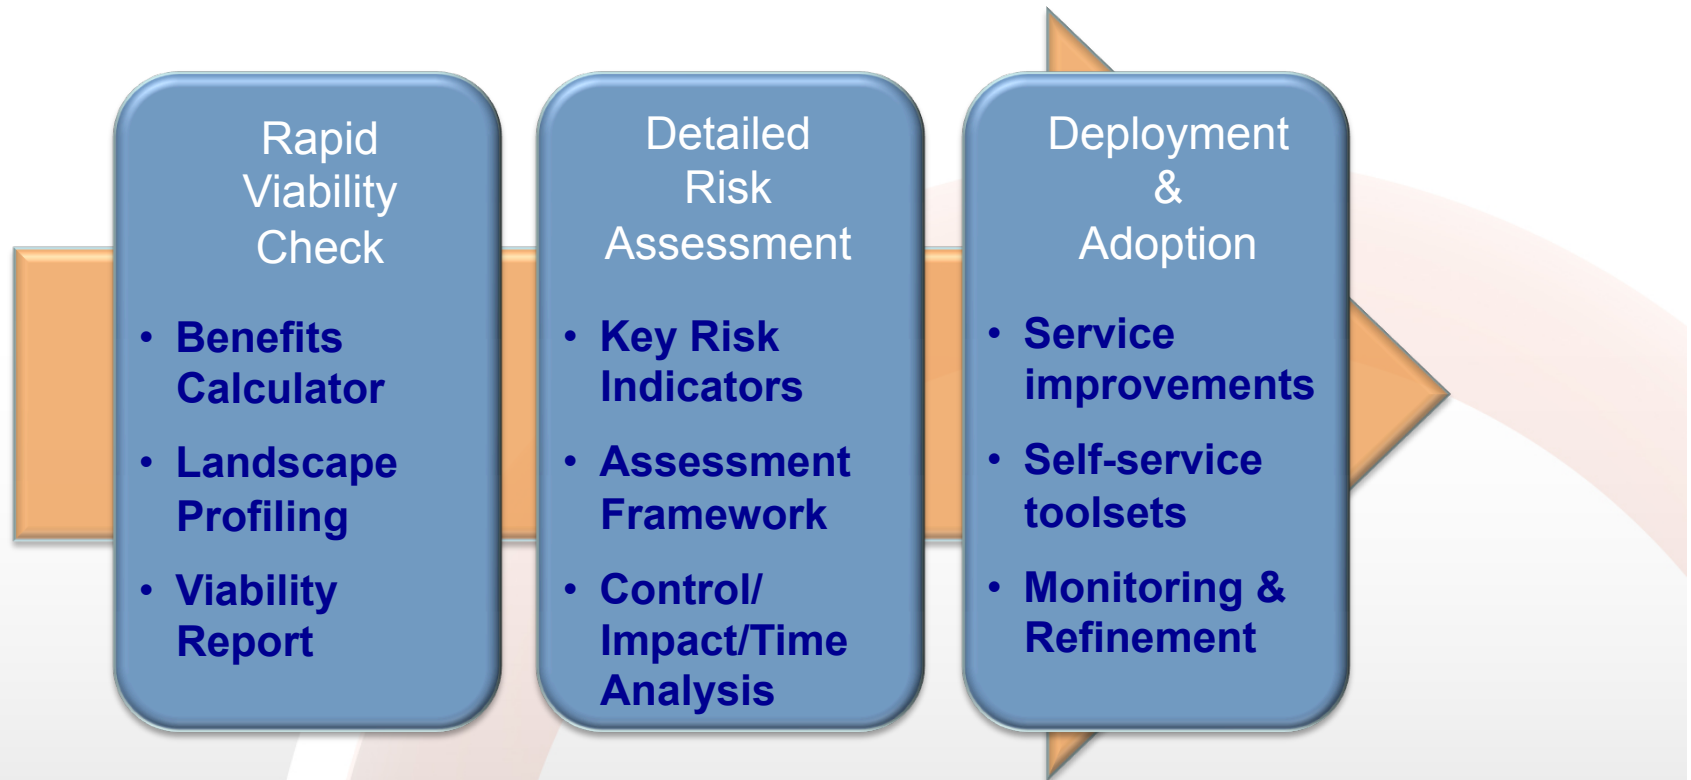 Rapid
Viability
Check
• Benefits
Calculator
• Landscape
Profiling
• Viability
Report
Detailed
Risk
Assessment
• Key Risk
Indicators
• Assessment
Framework
• Control/
Impact/Time
Analysis
Deployment
&
Adoption
• Service
improvements
• Self-service
toolsets
• Monitoring &
Refinement